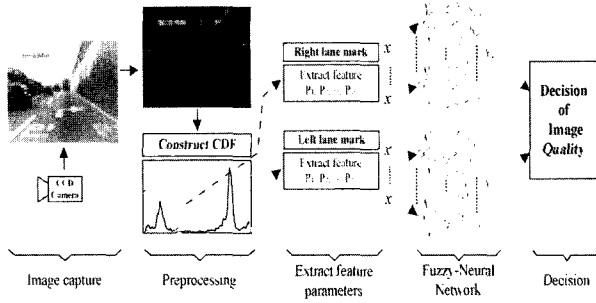 CCD
Camera
Construct CDF
Right lane mark
Extract feature
x
x
Left lane mark
Extract feature
x
x
Decision
of
Image
Quality
Image capture
Preprocessing
Extract feature
parameters
Fuzzy-Neural
Network
Decision